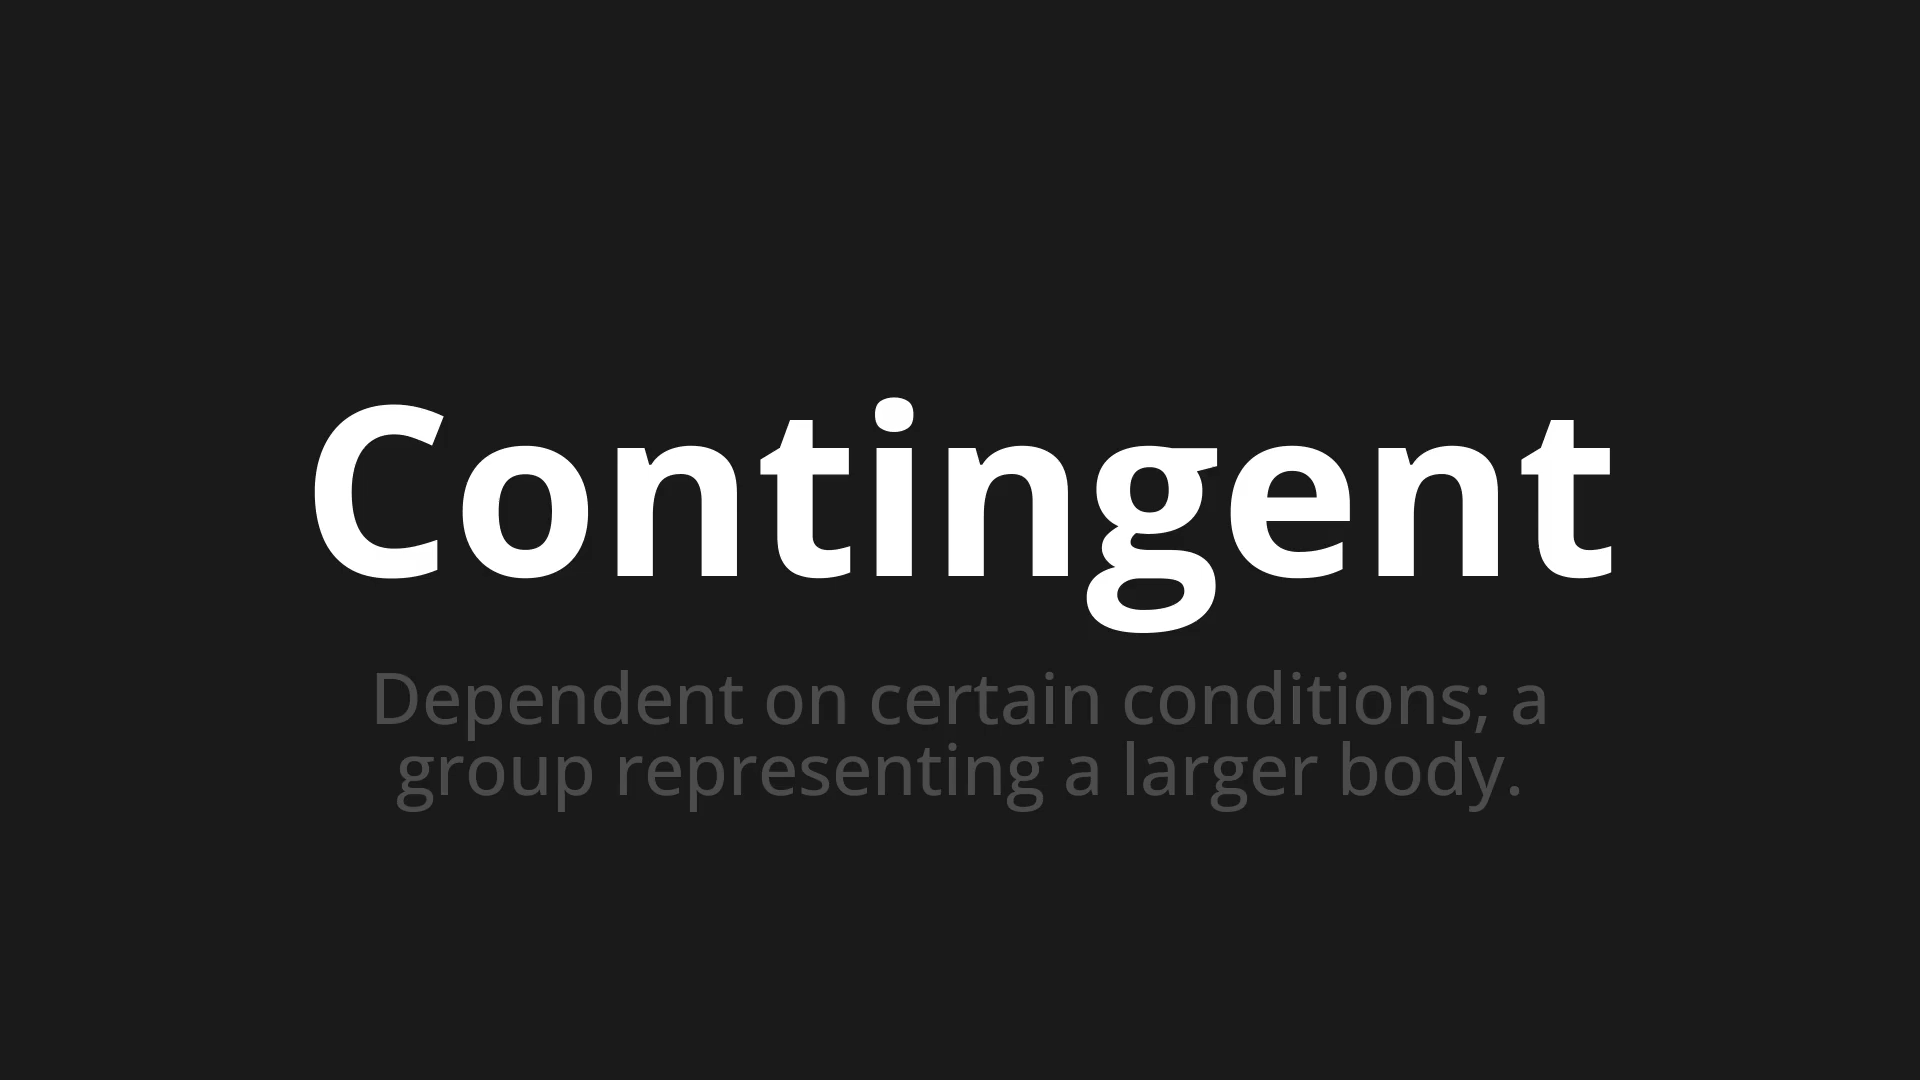 Contingent
Dependent on certain conditions; a
group representing a larger body.